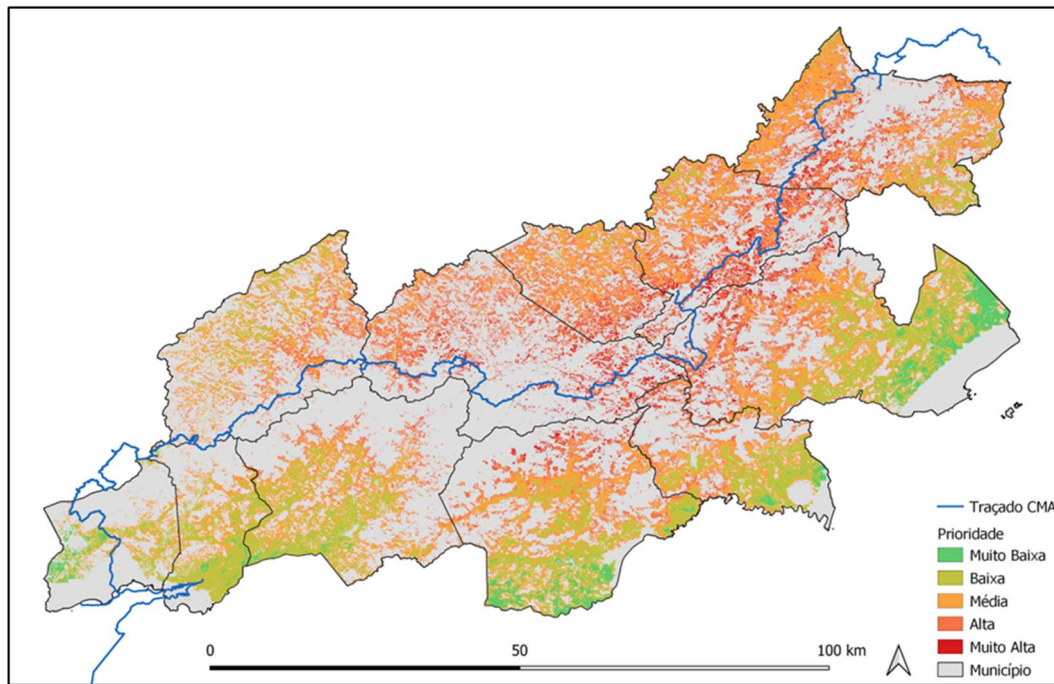 Traçado CMA
Prioridade
Muito Baixa
Baixa
Média
Alta
Muito Alta
Município
0 50 100 km